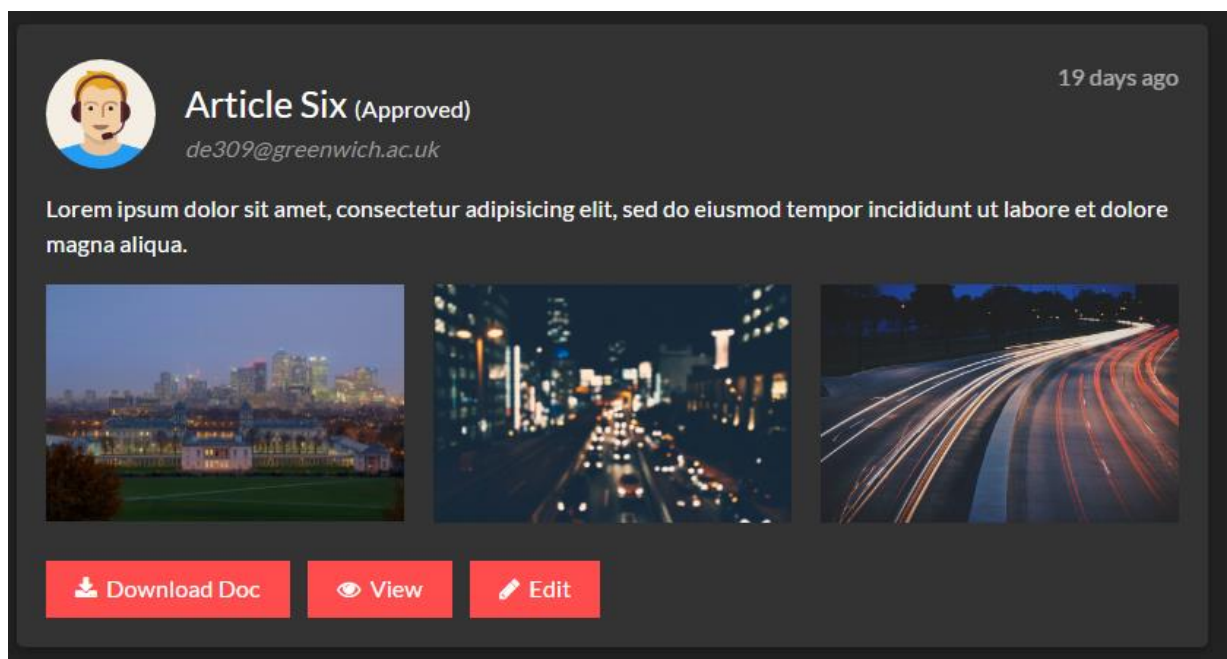 19 days ago
Article Six (Approved)
de309@greenwich.ac.uk
Lorem ipsum dolor sit amet, consectetur adipisicing elit, sed do eiusmod tempor incididunt ut labore et dolore
magna aliqua.
Download Doc
View
Edit